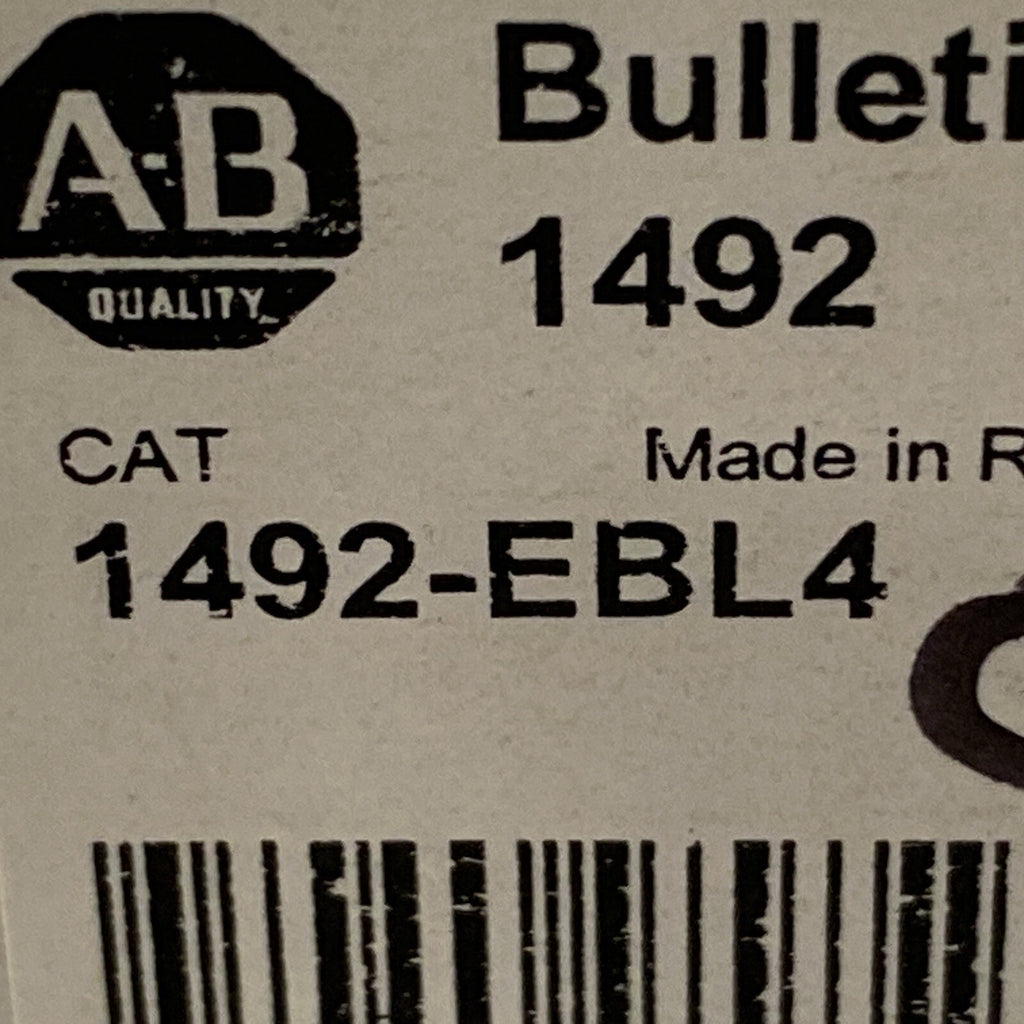 A-B
QUALITY
Bulleti
1492
CAT
Made in R
1492-EBL4